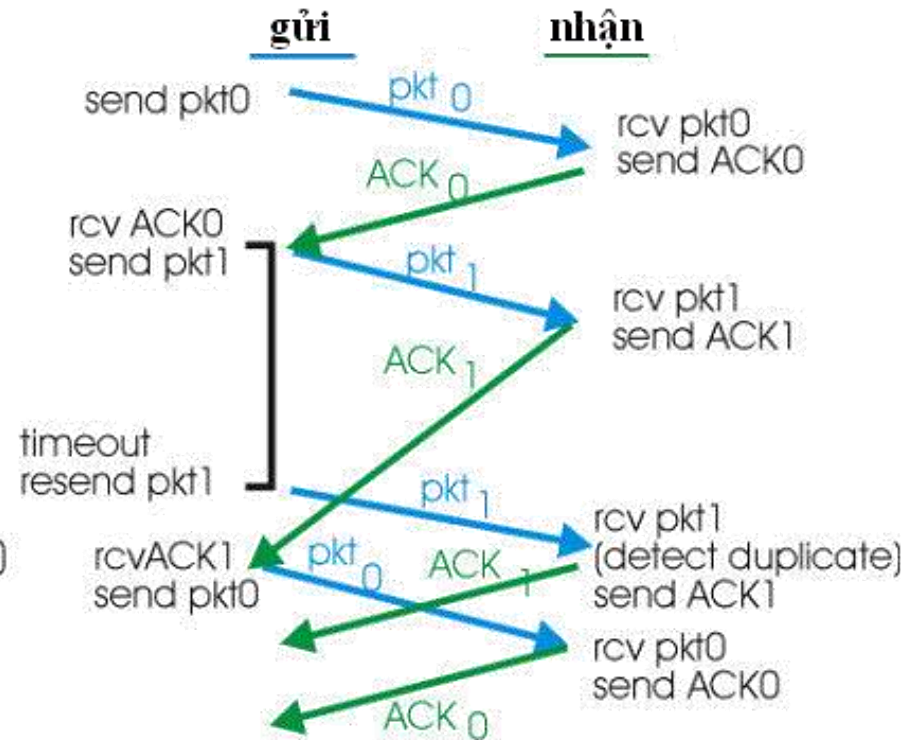 gửi nhận
send pkt0
pkt 0
rcv pkt0
send ACK0
ACK 0
rcv ACK0
send pkt1
pkt 1
rcv pkt1
send ACK1
ACK 1
timeout
resend pkt1
pkt 1
rcv pkt1
(detect duplicate)
send ACK1
)
rcvACK1
send pkt0
pkt 0
ACK 1
rcv pkt0
send ACK0
ACK 0